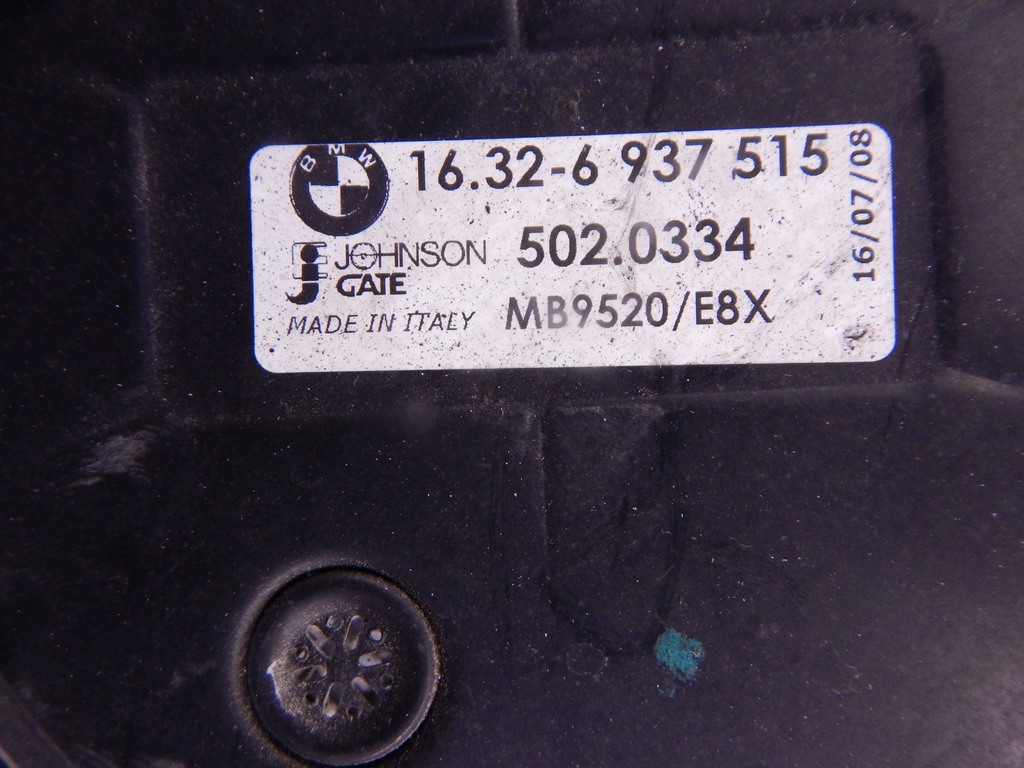 BMW 16.32-6 937 515
JOHNSON GATE 502.0334
MADE IN ITALY MB9520/E8X
16/07/08